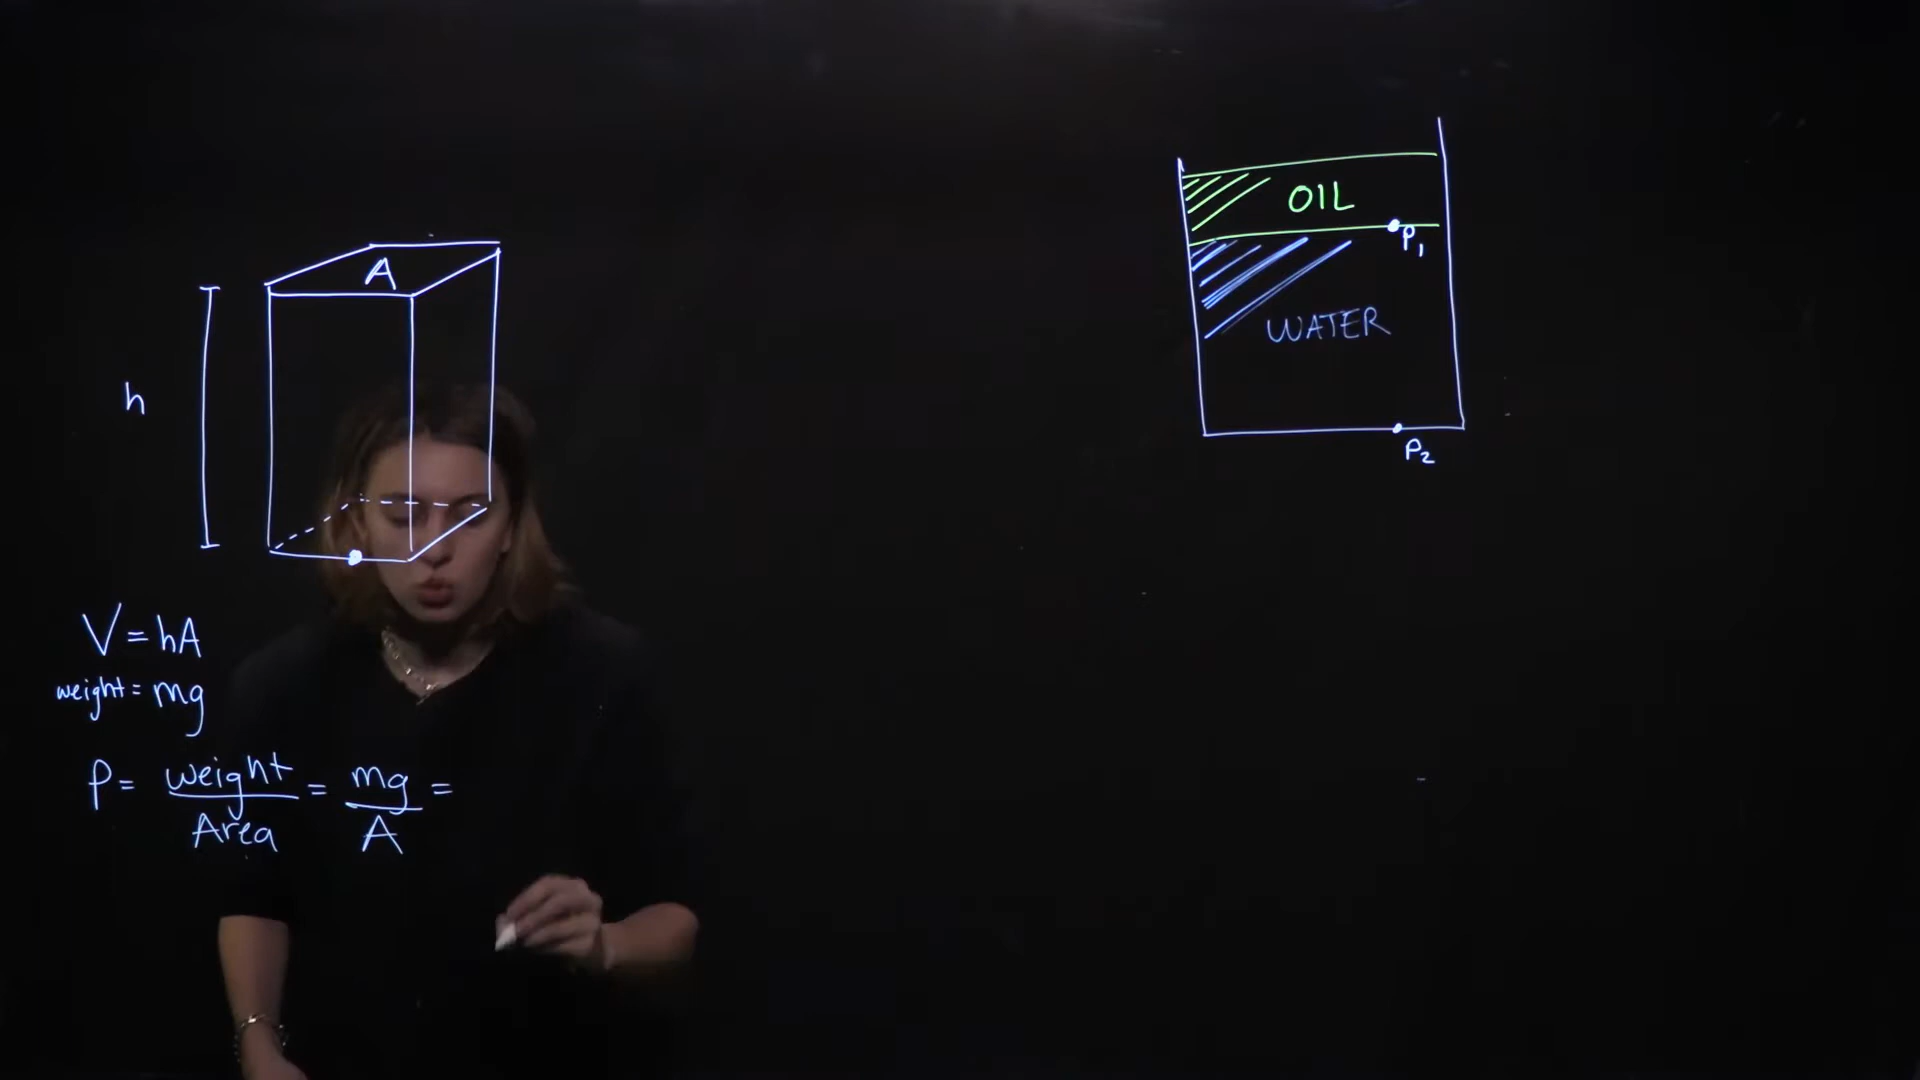 A
h
V = hA
weight = mg
P = weight / Area = mg / A =
OIL
P1
WATER
P2